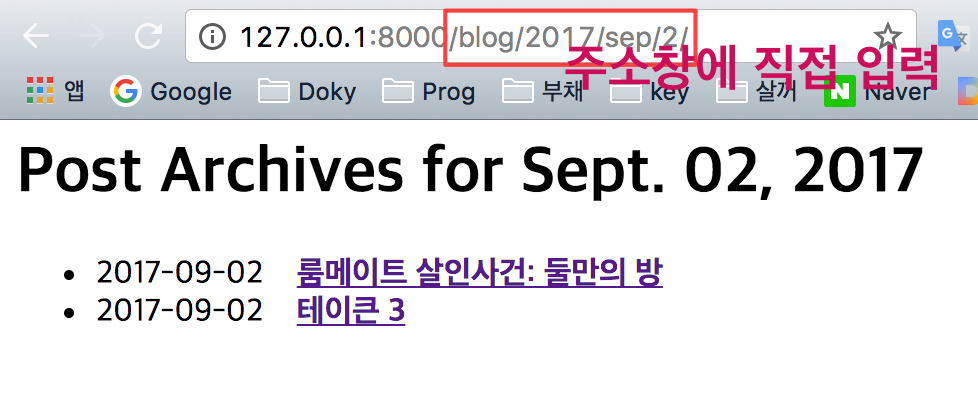 127.0.0.1:8000/blog/2017/sep/2/
주소창에 직접 입력
앱 Google Doky Prog 부채 key 살꺼 Naver
Post Archives for Sept. 02, 2017
• 2017-09-02 룸메이트 살인사건: 둘만의 방
• 2017-09-02 테이큰 3